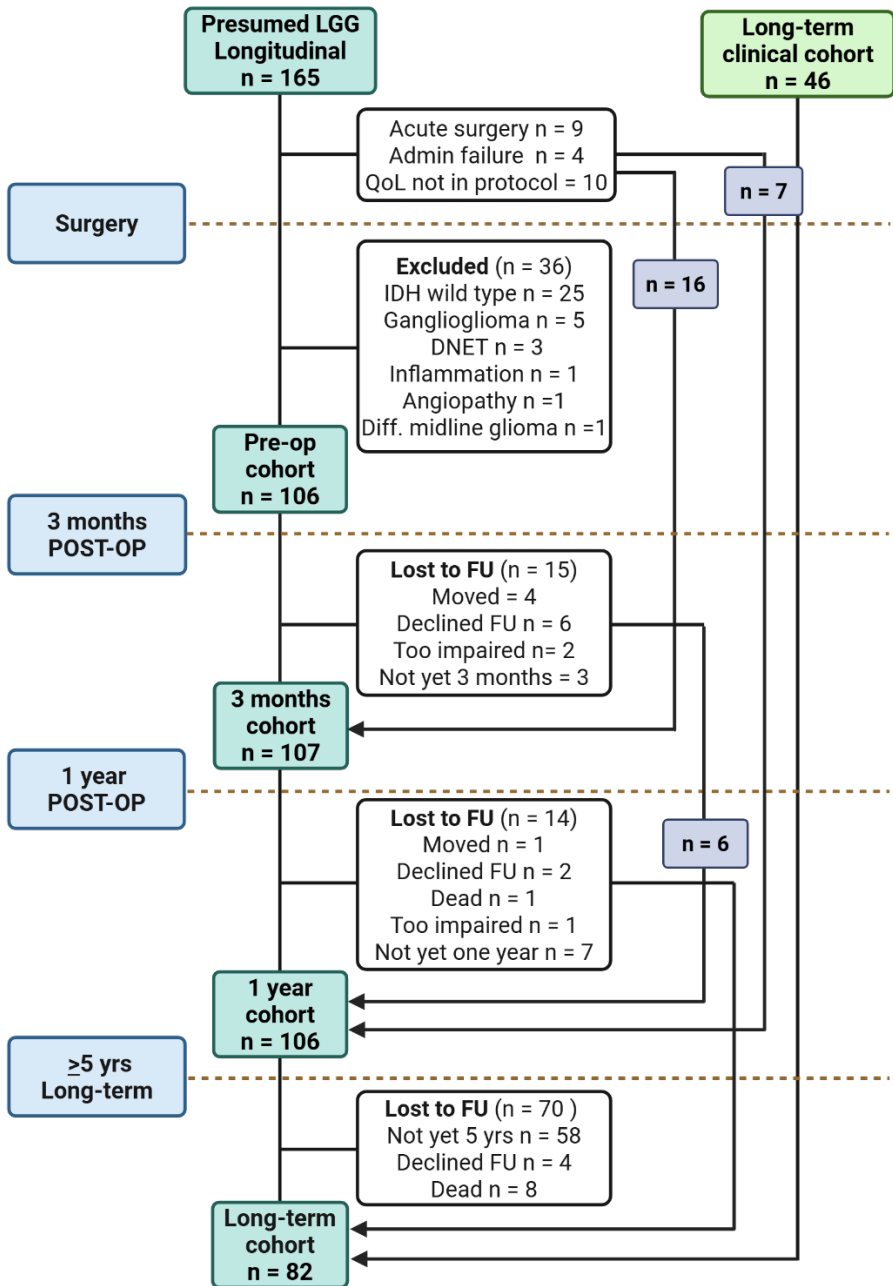 Presumed LGG
Longitudinal
n = 165
Long-term
clinical cohort
n = 46
Acute surgery n = 9
Admin failure n = 4
QoL not in protocol = 10
n = 7
Surgery
Excluded (n = 36)
IDH wild type n = 25
Ganglioglioma n = 5
DNET n = 3
Inflammation n = 1
Angiopathy n =1
Diff. midline glioma n =1
n = 16
Pre-op
cohort
n = 106
3 months
POST-OP
Lost to FU (n = 15)
Moved = 4
Declined FU n = 6
Too impaired n= 2
Not yet 3 months = 3
3 months
cohort
n = 107
1 year
POST-OP
Lost to FU (n = 14)
Moved n = 1
Declined FU n = 2
Dead n = 1
Too impaired n = 1
Not yet one year n = 7
n = 6
1 year
cohort
n = 106
≥5 yrs
Long-term
Lost to FU (n = 70 )
Not yet 5 yrs n = 58
Declined FU n = 4
Dead n = 8
Long-term
cohort
n = 82